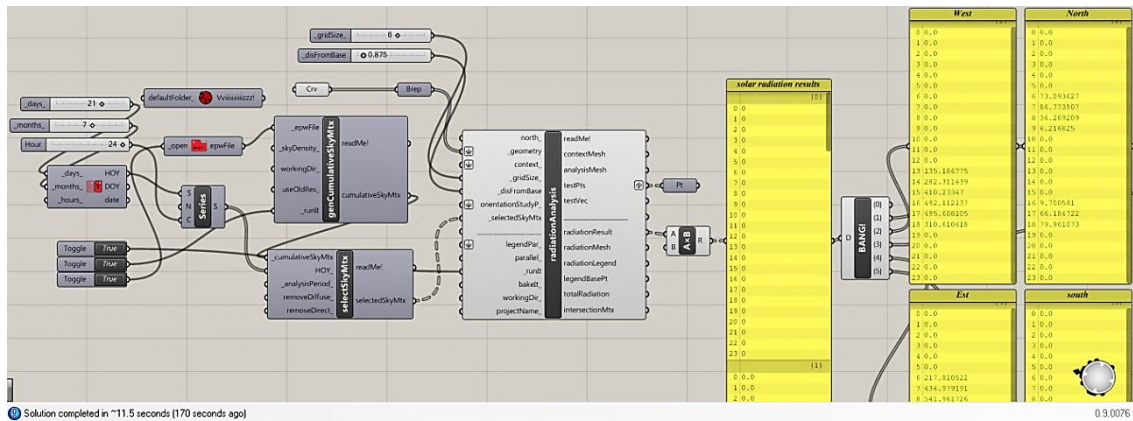 _gridSize_ 6
_disFromBase_ 0.875
_days_ 21
defaultFolder_ Vviiiiiiiizzz!
Crv
Brep
_months_ 7
Hour 24
_open epwFile
_days_ HOY
_months_ DOY
_hours_ date
S Series S
N
C
Toggle True
Toggle True
Toggle True
_epwFile
_skyDensity_
workingDir_
useOldRes_
_runIt
genCumulativeSkyMtx
readMe!
cumulativeSkyMtx
_cumulativeSkyMtx
HOY_
_analysisPeriod_
removeDiffuse_
removeDirect_
selectSkyMtx
readMe!
selectedSkyMtx
north_
_geometry
context_
_gridSize_
_disFromBase
orientationStudyP_
_selectedSkyMtx
legendPar_
parallel_
_runIt
bakeIt_
workingDir_
projectName_
radiationAnalysis
readMe!
contextMesh
analysisMesh
testPts
testVec
radiationResult
radiationMesh
radiationLegend
legendBasePt
totalRadiation
intersectionMtx
Pt
A A×B R
B
solar radiation results
{0}
0 0
1 0
2 0
3 0
4 0
5 0
6 0
7 0
8 0
9 0
10 0
11 0
12 0
13 0
14 0
15 0
16 0
17 0
18 0
19 0
20 0
21 0
22 0
23 0
{1}
0 0.0
1 0.0
2 0.0
D BANG!
{0}
{1}
{2}
{3}
{4}
{5}
West
0 0.0
1 0.0
2 0.0
3 0.0
4 0.0
5 0.0
6 0.0
7 0.0
8 0.0
9 0.0
10 0.0
11 0.0
12 0.0
13 135.186775
14 282.311439
15 410.23347
16 492.112137
17 495.608105
18 310.610618
19 0.0
20 0.0
21 0.0
22 0.0
23 0.0
North
0 0.0
1 0.0
2 0.0
3 0.0
4 0.0
5 0.0
6 73.093627
7 86.773507
8 34.269209
9 6.216825
10 0.0
11 0.0
12 0.0
13 0.0
14 0.0
15 0.0
16 9.700581
17 66.184722
18 79.961073
19 0.0
20 0.0
21 0.0
22 0.0
23 0.0
Est
0 0.0
1 0.0
2 0.0
3 0.0
4 0.0
5 0.0
6 217.820522
7 434.979191
8 541.961726
south
0 0.0
1 0.0
2 0.0
3 0.0
4 0.0
5 0.0
6 0.0
7 0.0
8 0.0
Solution completed in ~11.5 seconds (170 seconds ago)
0.9.0076